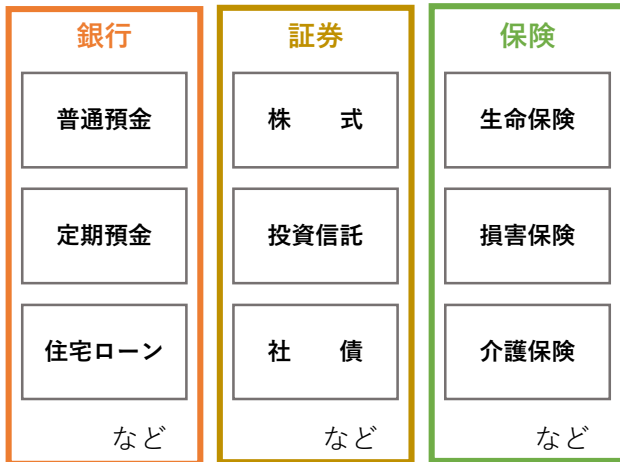 銀行
普通預金
定期預金
住宅ローン
など
証券
株　　式
投資信託
社　　債
など
保険
生命保険
損害保険
介護保険
など